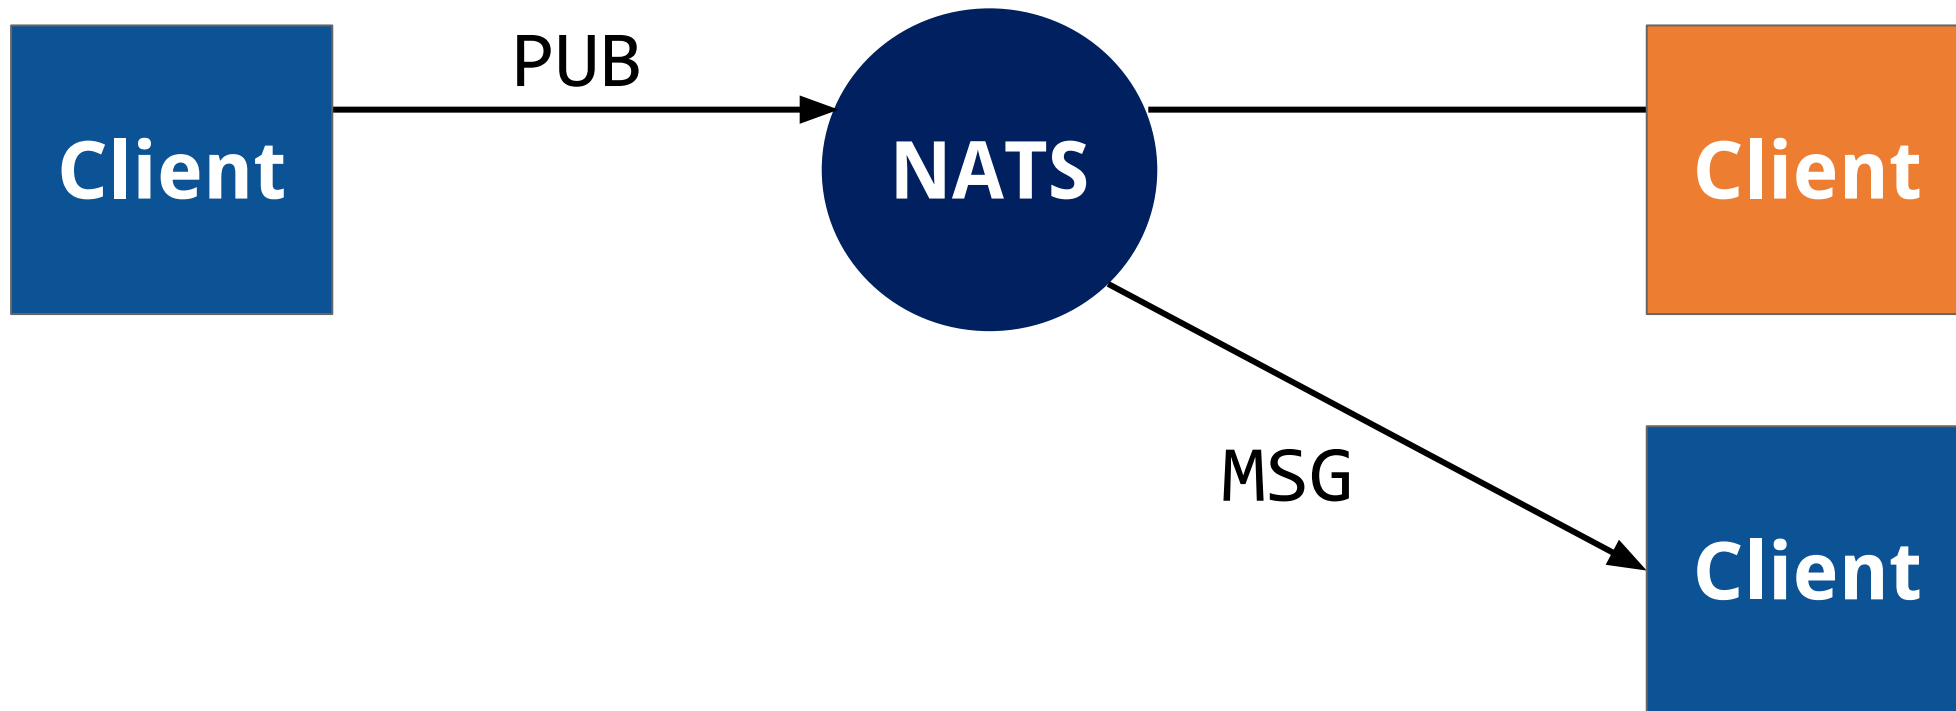 PUB
Client
NATS
Client
MSG
Client